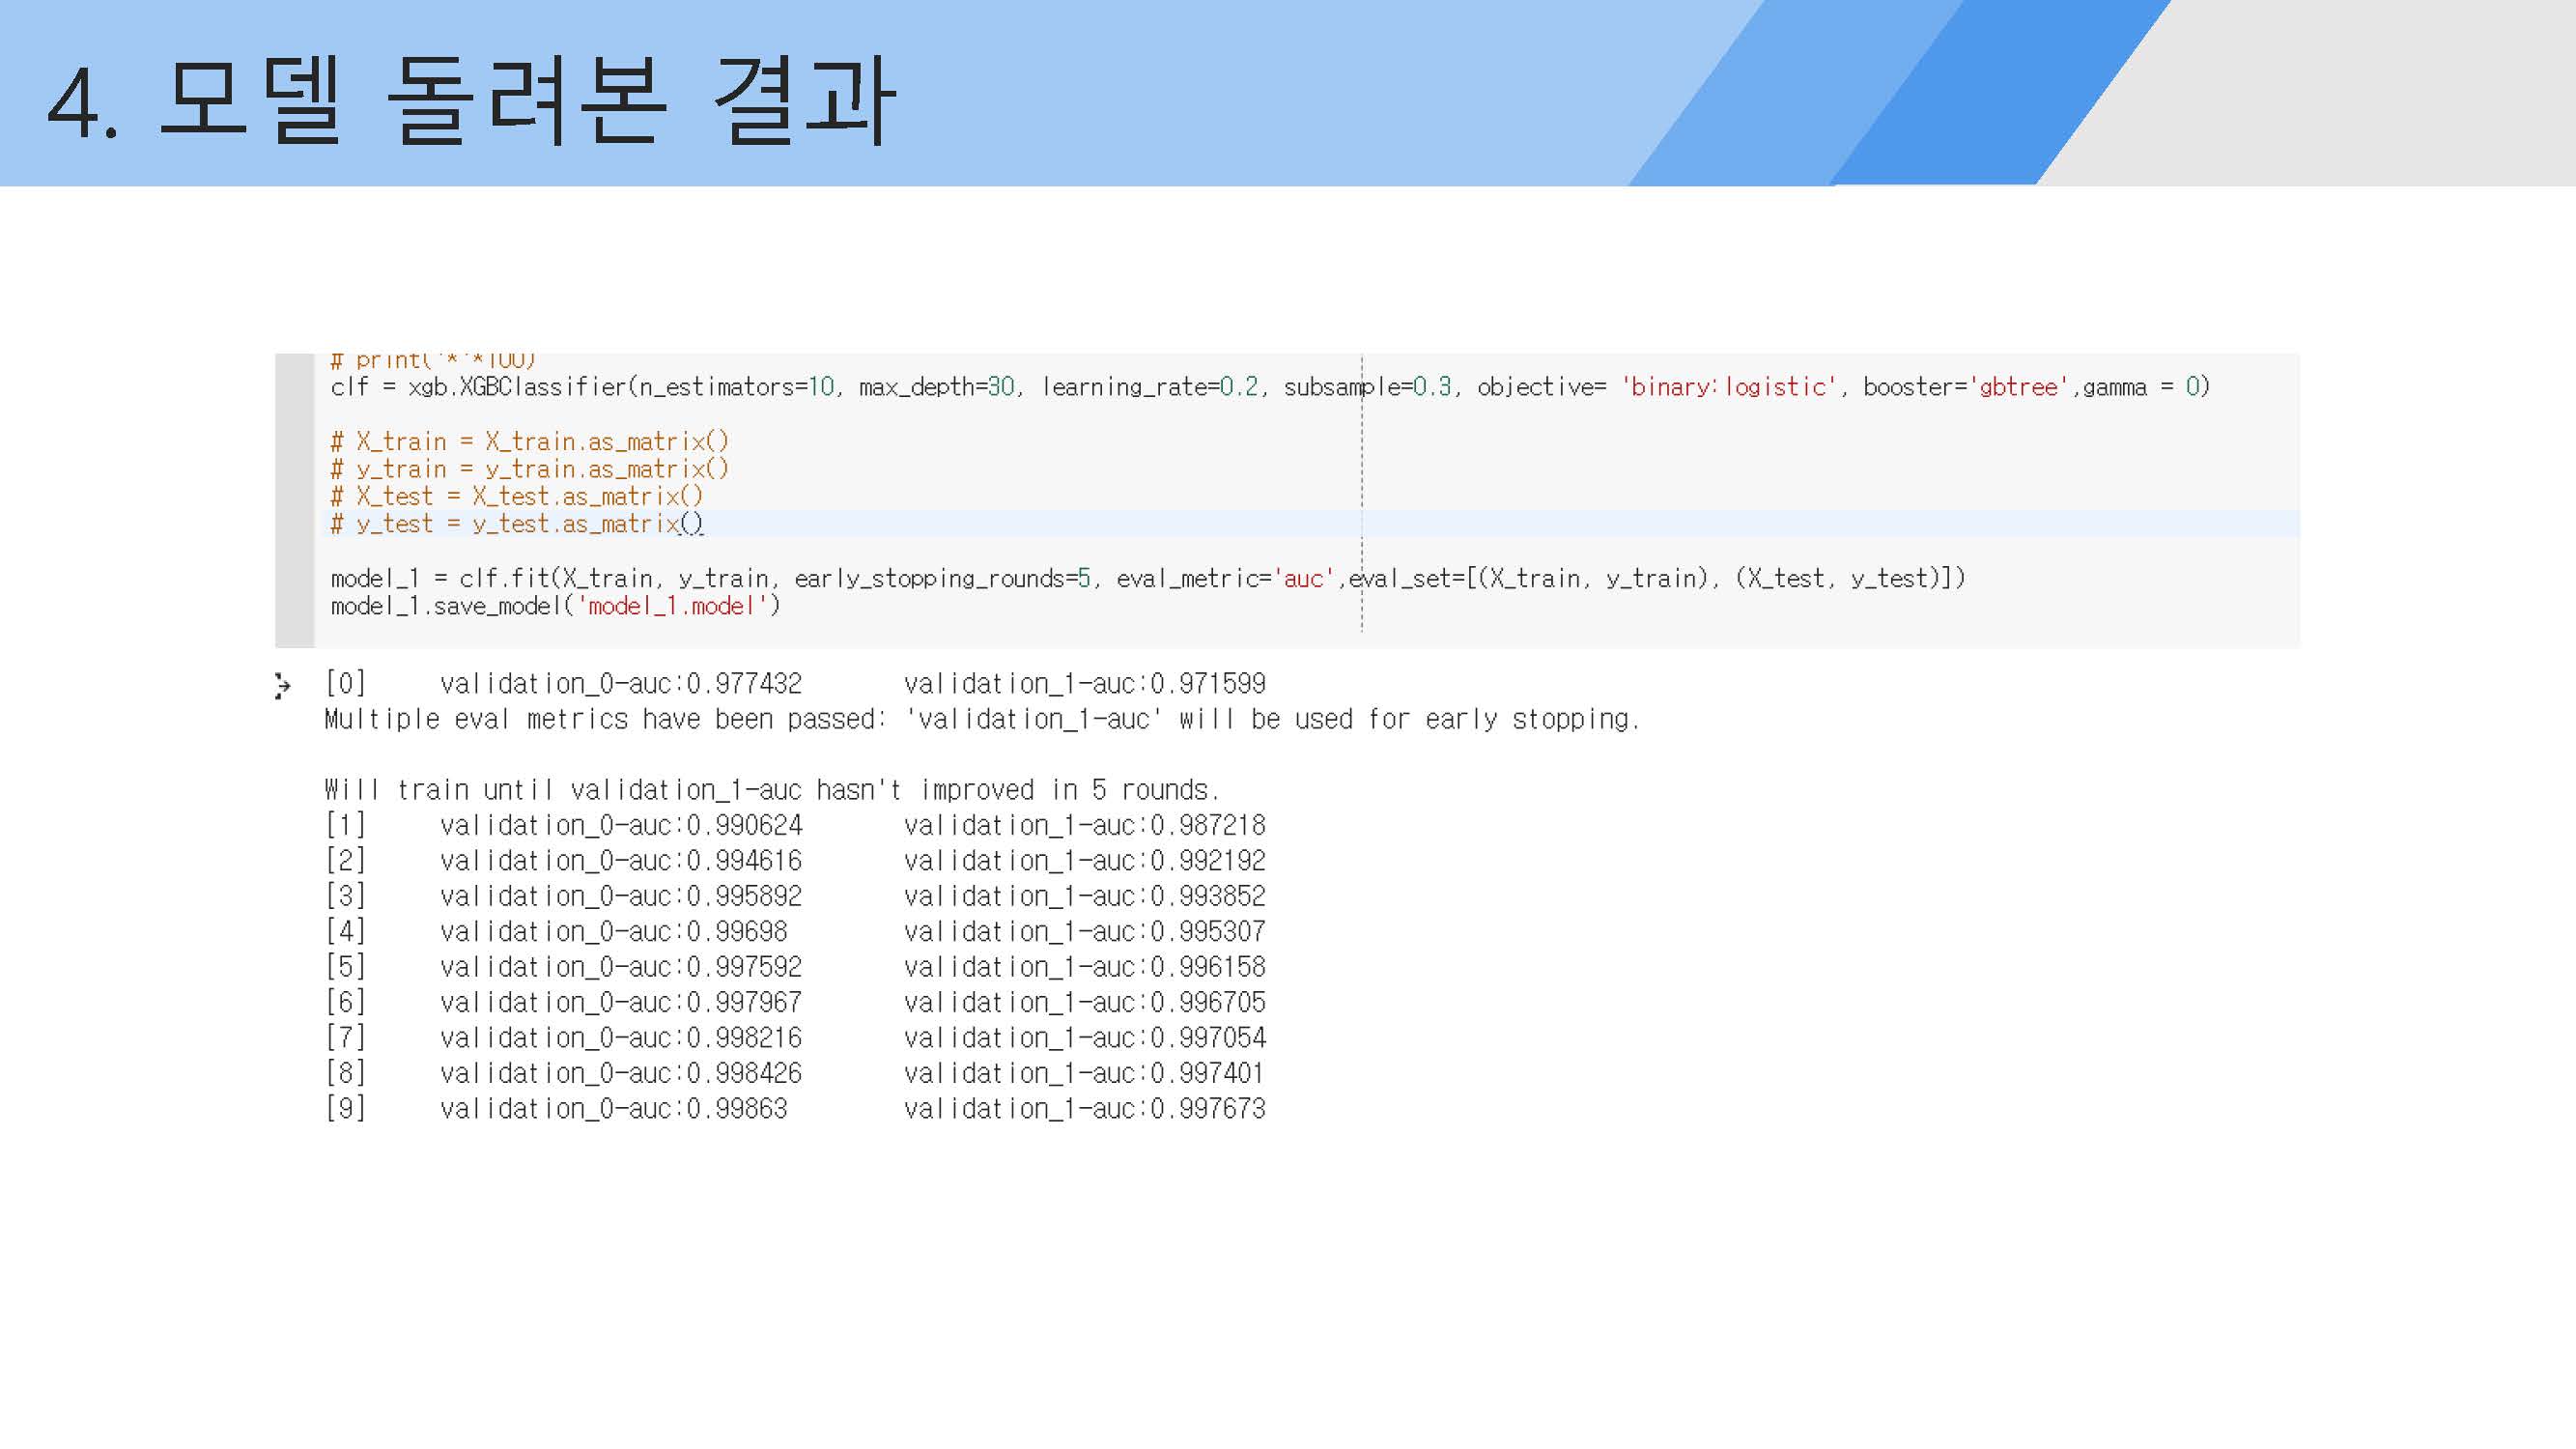 4. 모델 돌려본 결과
# print('*'*100)
clf = xgb.XGBClassifier(n_estimators=10, max_depth=30, learning_rate=0.2, subsample=0.3, objective= 'binary:logistic', booster='gbtree',gamma = 0)
# X_train = X_train.as_matrix()
# y_train = y_train.as_matrix()
# X_test = X_test.as_matrix()
# y_test = y_test.as_matrix()
model_1 = clf.fit(X_train, y_train, early_stopping_rounds=5, eval_metric='auc',eval_set=[(X_train, y_train), (X_test, y_test)])
model_1.save_model('model_1.model')
[0] validation_0-auc:0.977432 validation_1-auc:0.971599
Multiple eval metrics have been passed: 'validation_1-auc' will be used for early stopping.
Will train until validation_1-auc hasn't improved in 5 rounds.
[1] validation_0-auc:0.990624 validation_1-auc:0.987218
[2] validation_0-auc:0.994616 validation_1-auc:0.992192
[3] validation_0-auc:0.995892 validation_1-auc:0.993852
[4] validation_0-auc:0.99698 validation_1-auc:0.995307
[5] validation_0-auc:0.997592 validation_1-auc:0.996158
[6] validation_0-auc:0.997967 validation_1-auc:0.996705
[7] validation_0-auc:0.998216 validation_1-auc:0.997054
[8] validation_0-auc:0.998426 validation_1-auc:0.997401
[9] validation_0-auc:0.99863 validation_1-auc:0.997673